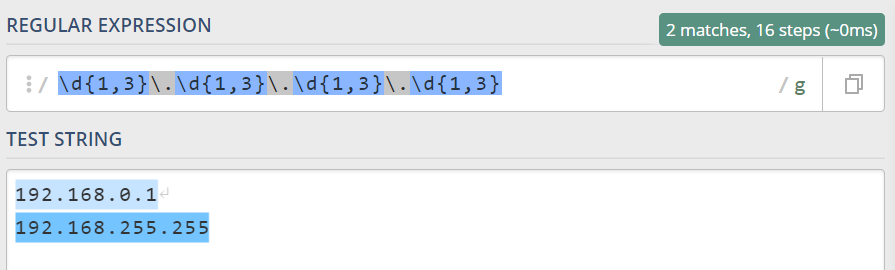 REGULAR EXPRESSION
2 matches, 16 steps (~0ms)
/ \d{1,3}\.\d{1,3}\.\d{1,3}\.\d{1,3} / g
TEST STRING
192.168.0.1↵
192.168.255.255